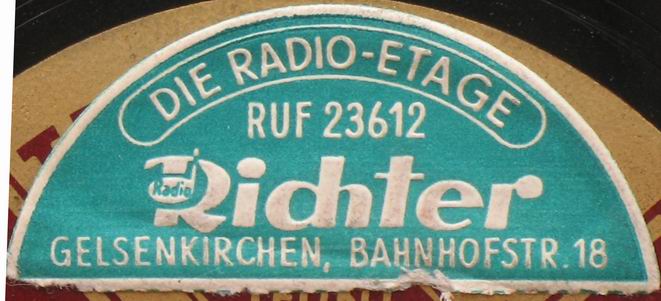 DIE RADIO-ETAGE
RUF 23612
Radio
Richter
GELSENKIRCHEN, BAHNHOFSTR. 18